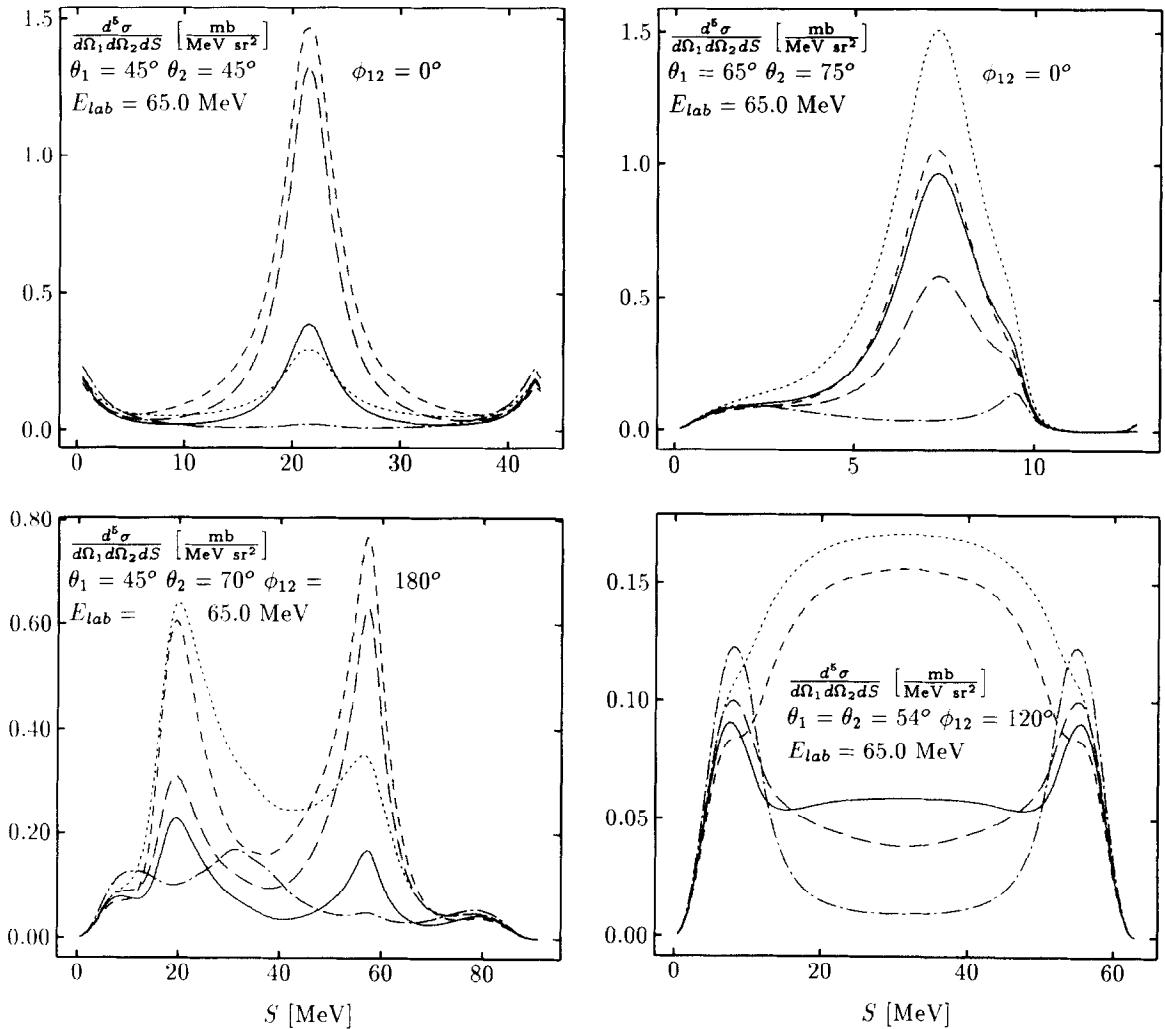 1.5
1.0
0.5
0.0
d⁵σ / dΩ₁dΩ₂dS [mb / MeV sr²]
θ₁ = 45° θ₂ = 45° ϕ₁₂ = 0°
E_lab = 65.0 MeV
0 10 20 30 40
1.5
1.0
0.5
0.0
d⁵σ / dΩ₁dΩ₂dS [mb / MeV sr²]
θ₁ = 65° θ₂ = 75° ϕ₁₂ = 0°
E_lab = 65.0 MeV
0 5 10
0.80
0.60
0.40
0.20
0.00
d⁵σ / dΩ₁dΩ₂dS [mb / MeV sr²]
θ₁ = 45° θ₂ = 70° ϕ₁₂ = 180°
E_lab = 65.0 MeV
0 20 40 60 80
S [MeV]
0.15
0.10
0.05
0.00
d⁵σ / dΩ₁dΩ₂dS [mb / MeV sr²]
θ₁ = θ₂ = 54° ϕ₁₂ = 120°
E_lab = 65.0 MeV
0 20 40 60
S [MeV]